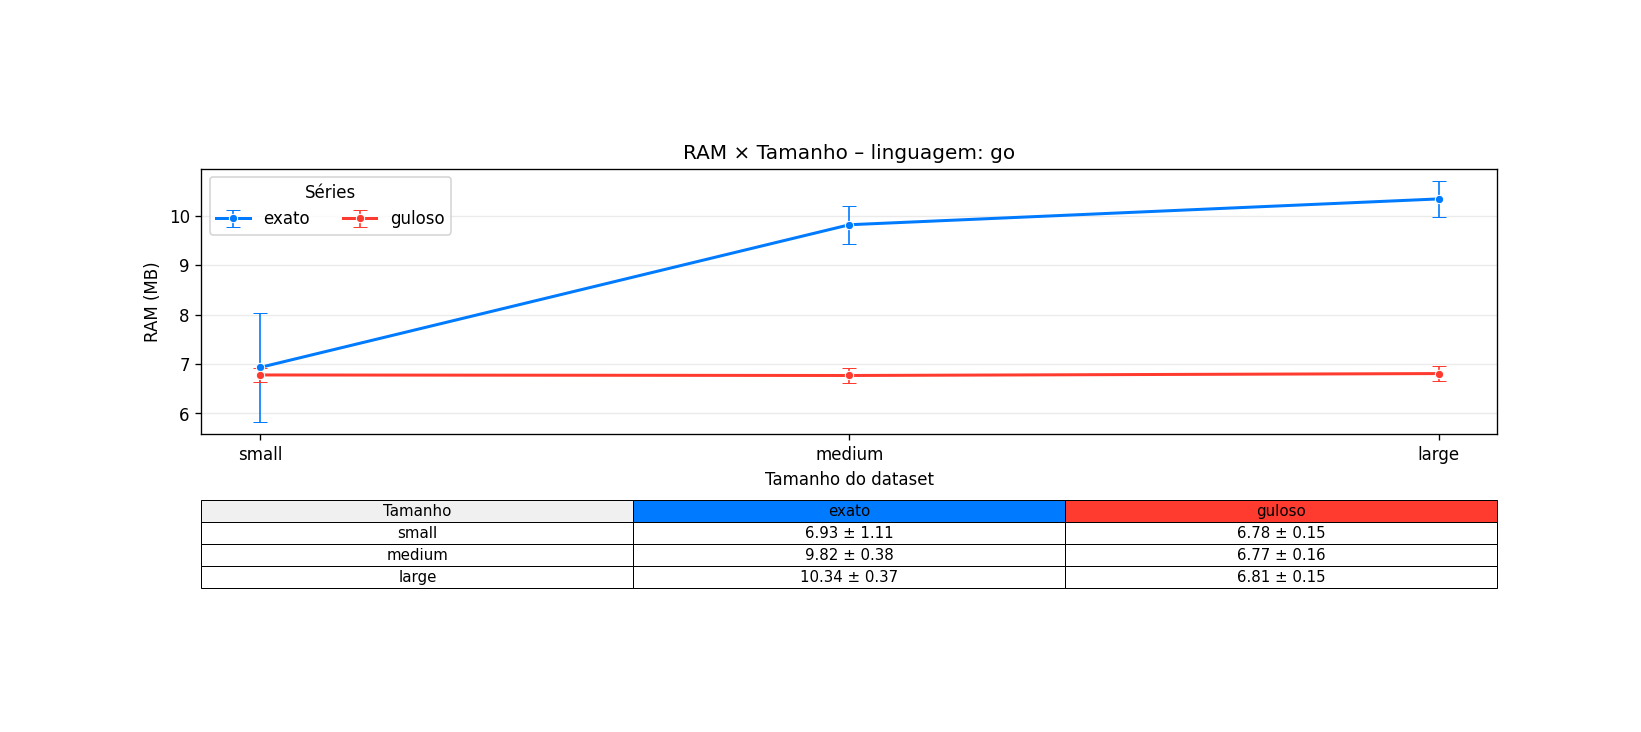 RAM × Tamanho – linguagem: go
Séries
exato guloso
RAM (MB)
10
9
8
7
6
small medium large
Tamanho do dataset
Tamanho exato guloso
small 6.93 ± 1.11 6.78 ± 0.15
medium 9.82 ± 0.38 6.77 ± 0.16
large 10.34 ± 0.37 6.81 ± 0.15